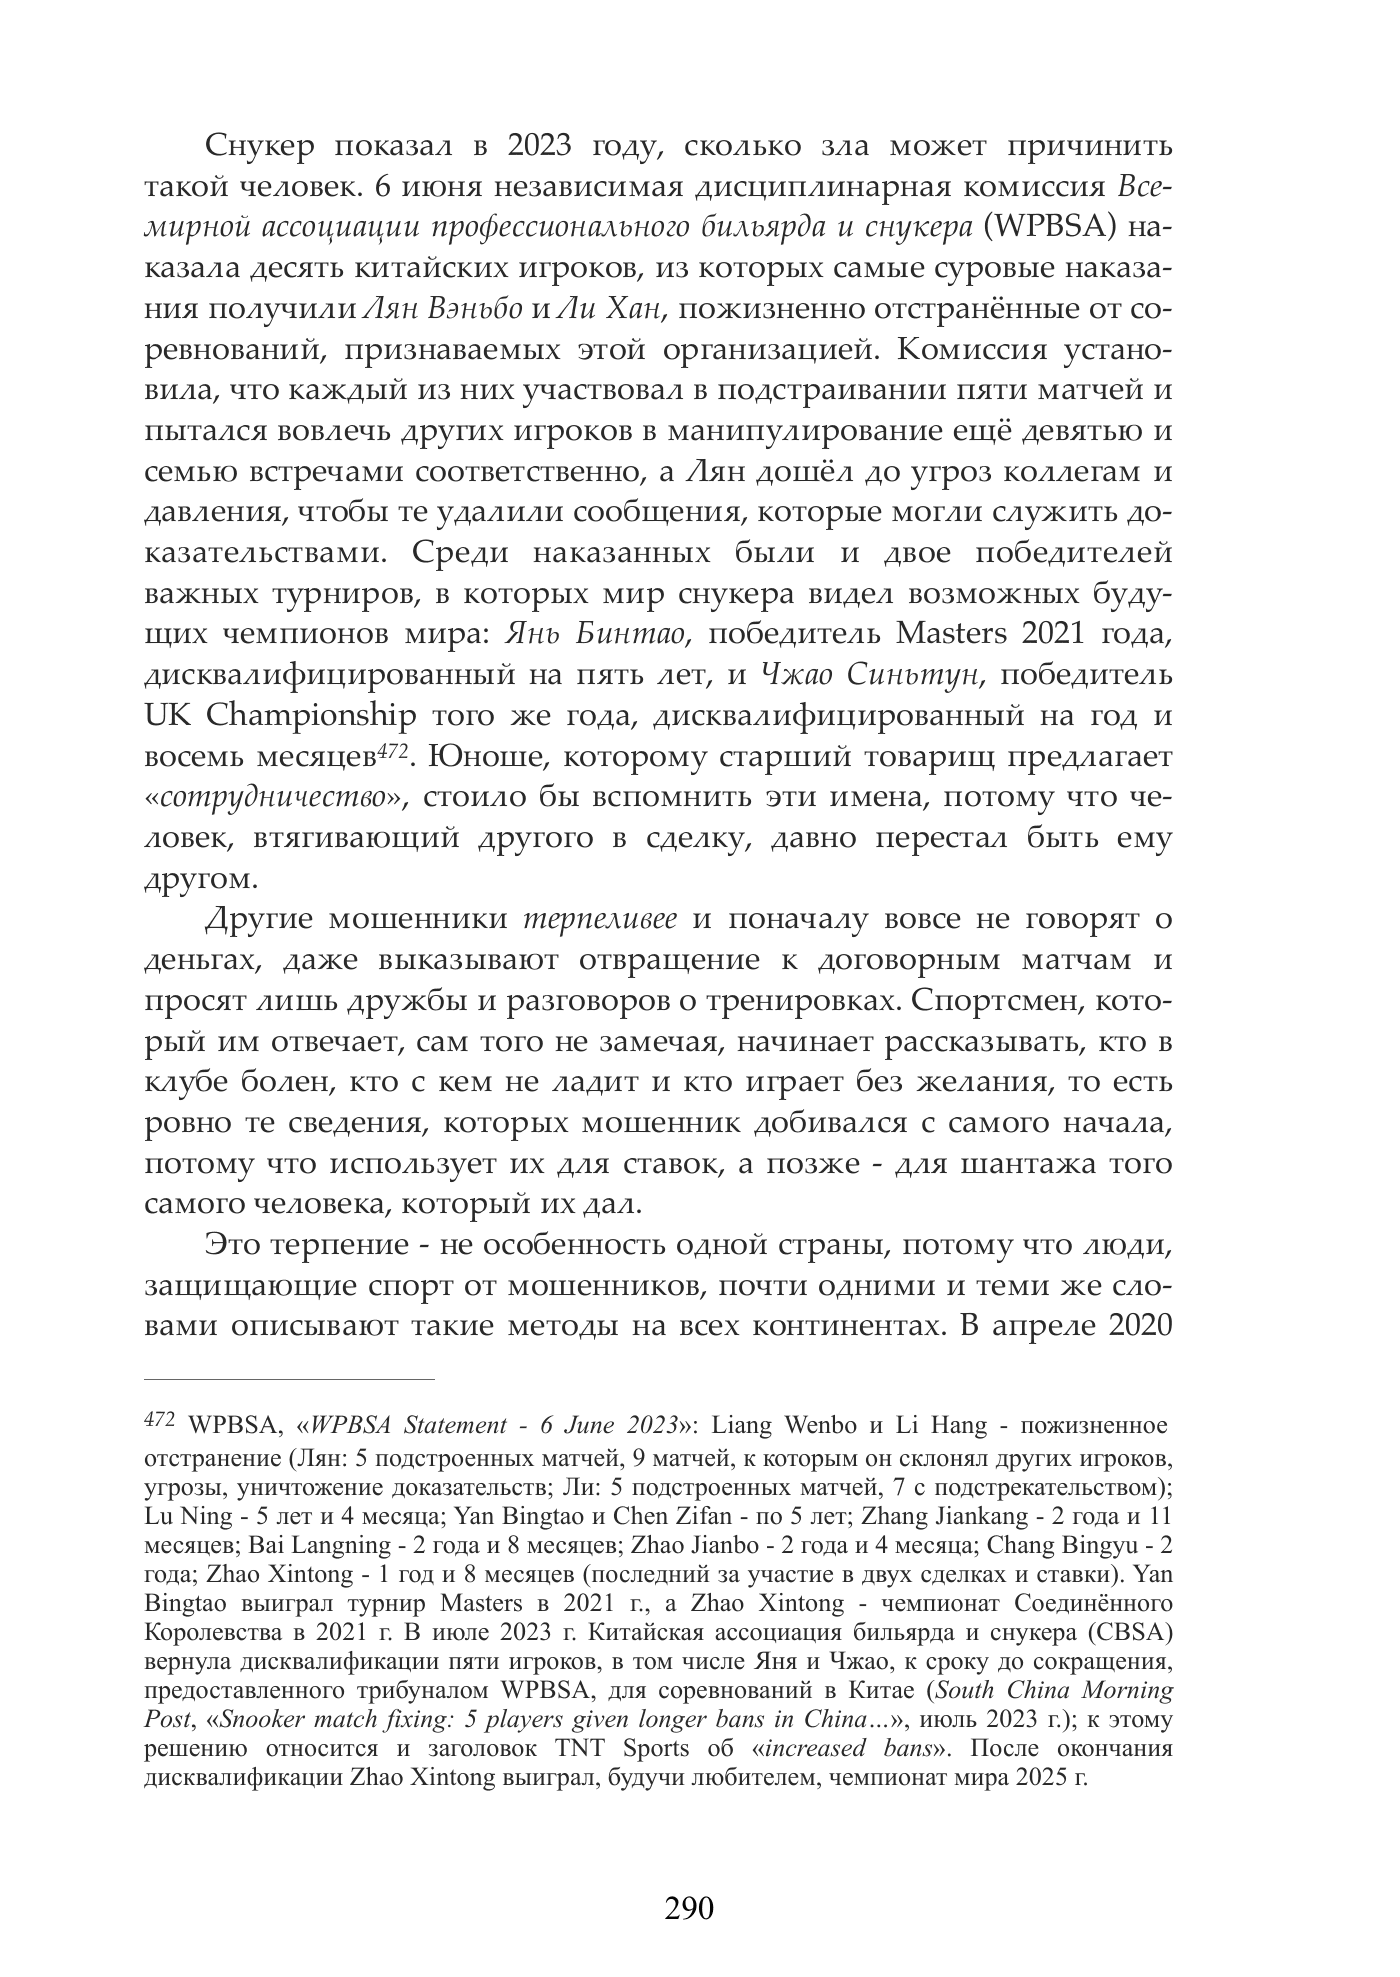 Снукер показал в 2023 году, сколько зла может причинить
такой человек. 6 июня независимая дисциплинарная комиссия Все-
мирной ассоциации профессионального бильярда и снукера (WPBSA) на-
казала десять китайских игроков, из которых самые суровые наказа-
ния получили Лян Вэньбо и Ли Хан, пожизненно отстранённые от со-
ревнований, признаваемых этой организацией. Комиссия устано-
вила, что каждый из них участвовал в подстраивании пяти матчей и
пытался вовлечь других игроков в манипулирование ещё девятью и
семью встречами соответственно, а Лян дошёл до угроз коллегам и
давления, чтобы те удалили сообщения, которые могли служить до-
казательствами. Среди наказанных были и двое победителей
важных турниров, в которых мир снукера видел возможных буду-
щих чемпионов мира: Янь Бинтао, победитель Masters 2021 года,
дисквалифицированный на пять лет, и Чжао Синьтун, победитель
UK Championship того же года, дисквалифицированный на год и
восемь месяцев472. Юноше, которому старший товарищ предлагает
«сотрудничество», стоило бы вспомнить эти имена, потому что че-
ловек, втягивающий другого в сделку, давно перестал быть ему
другом.
Другие мошенники терпеливее и поначалу вовсе не говорят о
деньгах, даже выказывают отвращение к договорным матчам и
просят лишь дружбы и разговоров о тренировках. Спортсмен, кото-
рый им отвечает, сам того не замечая, начинает рассказывать, кто в
клубе болен, кто с кем не ладит и кто играет без желания, то есть
ровно те сведения, которых мошенник добивался с самого начала,
потому что использует их для ставок, а позже - для шантажа того
самого человека, который их дал.
Это терпение - не особенность одной страны, потому что люди,
защищающие спорт от мошенников, почти одними и теми же сло-
вами описывают такие методы на всех континентах. В апреле 2020
472 WPBSA, «WPBSA Statement - 6 June 2023»: Liang Wenbo и Li Hang - пожизненное
отстранение (Лян: 5 подстроенных матчей, 9 матчей, к которым он склонял других игроков,
угрозы, уничтожение доказательств; Ли: 5 подстроенных матчей, 7 с подстрекательством);
Lu Ning - 5 лет и 4 месяца; Yan Bingtao и Chen Zifan - по 5 лет; Zhang Jiankang - 2 года и 11
месяцев; Bai Langning - 2 года и 8 месяцев; Zhao Jianbo - 2 года и 4 месяца; Chang Bingyu - 2
года; Zhao Xintong - 1 год и 8 месяцев (последний за участие в двух сделках и ставки). Yan
Bingtao выиграл турнир Masters в 2021 г., а Zhao Xintong - чемпионат Соединённого
Королевства в 2021 г. В июле 2023 г. Китайская ассоциация бильярда и снукера (CBSA)
вернула дисквалификации пяти игроков, в том числе Яня и Чжао, к сроку до сокращения,
предоставленного трибуналом WPBSA, для соревнований в Китае (South China Morning
Post, «Snooker match fixing: 5 players given longer bans in China…», июль 2023 г.); к этому
решению относится и заголовок TNT Sports об «increased bans». После окончания
дисквалификации Zhao Xintong выиграл, будучи любителем, чемпионат мира 2025 г.
290